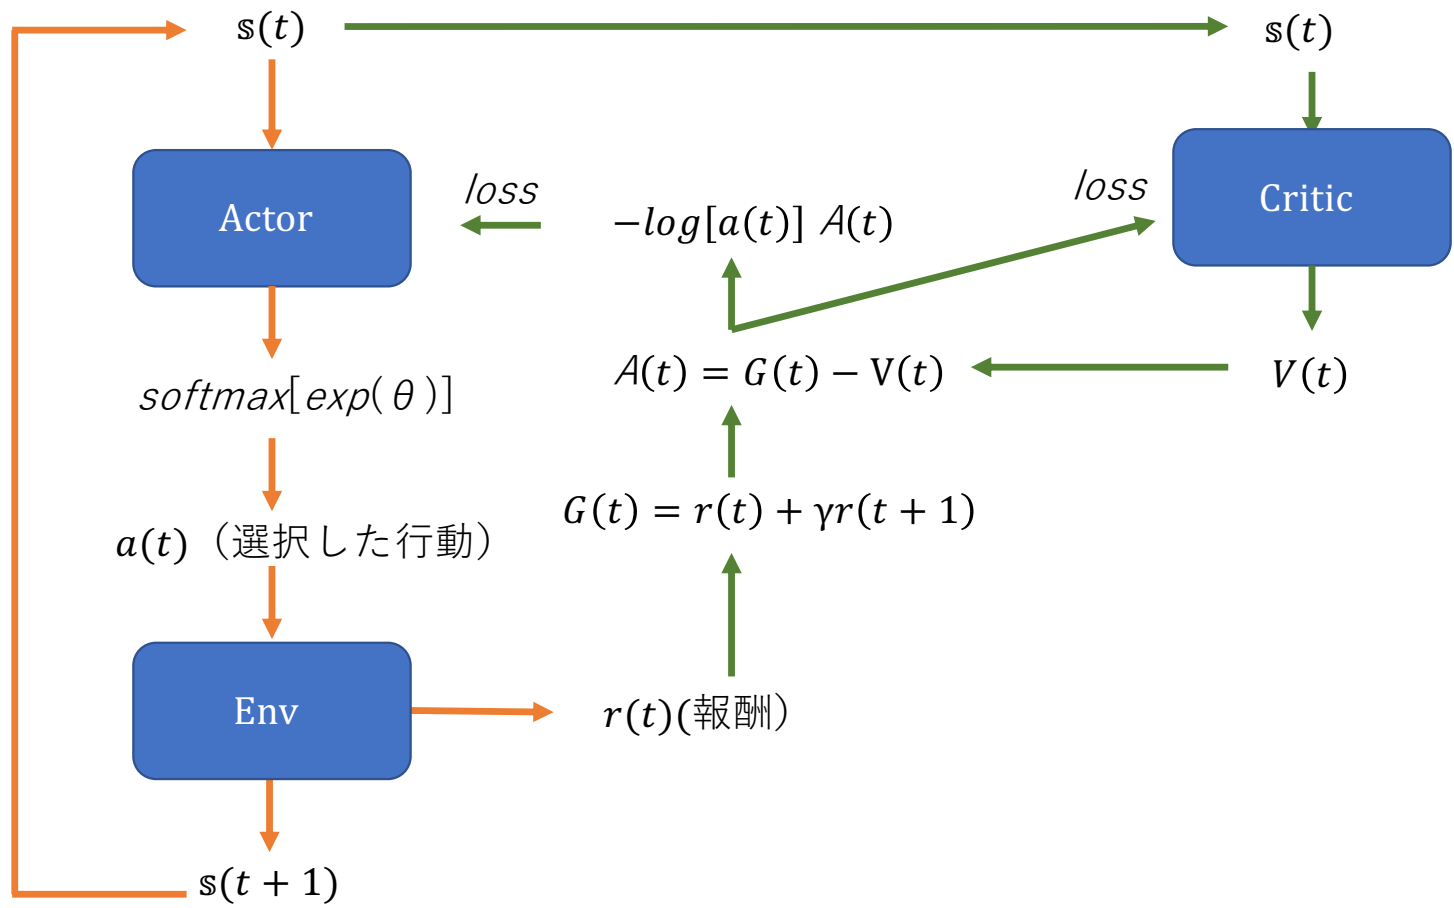 𝕤(t)
𝕤(t)
Actor
loss
−log[a(t)] A(t)
loss
Critic
softmax[exp(θ)]
A(t) = G(t) − V(t)
V(t)
G(t) = r(t) + γr(t + 1)
a(t)（選択した行動）
Env
r(t)(報酬）
𝕤(t + 1)